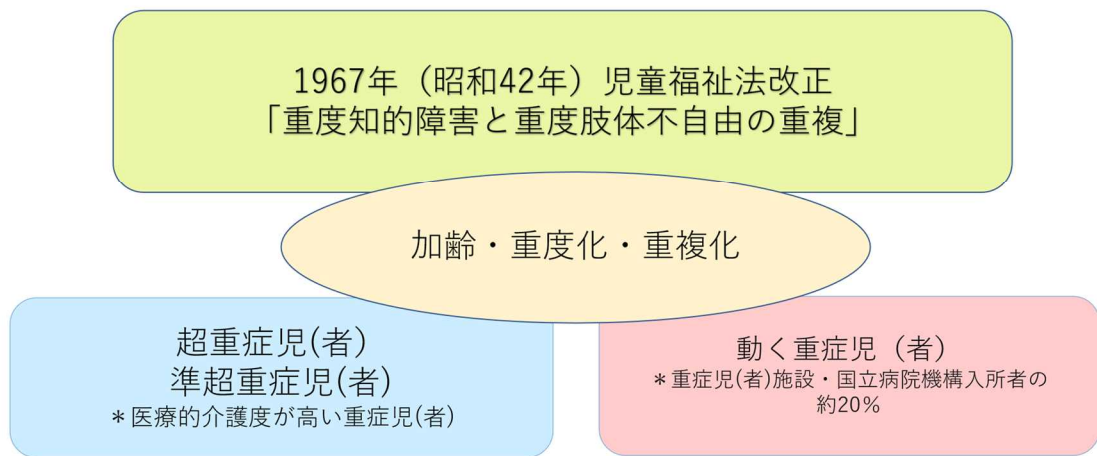 1967年（昭和42年）児童福祉法改正
「重度知的障害と重度肢体不自由の重複」
加齢・重度化・重複化
超重症児(者)
準超重症児(者)
＊医療的介護度が高い重症児(者)
動く重症児（者）
＊重症児(者)施設・国立病院機構入所者の
約20％